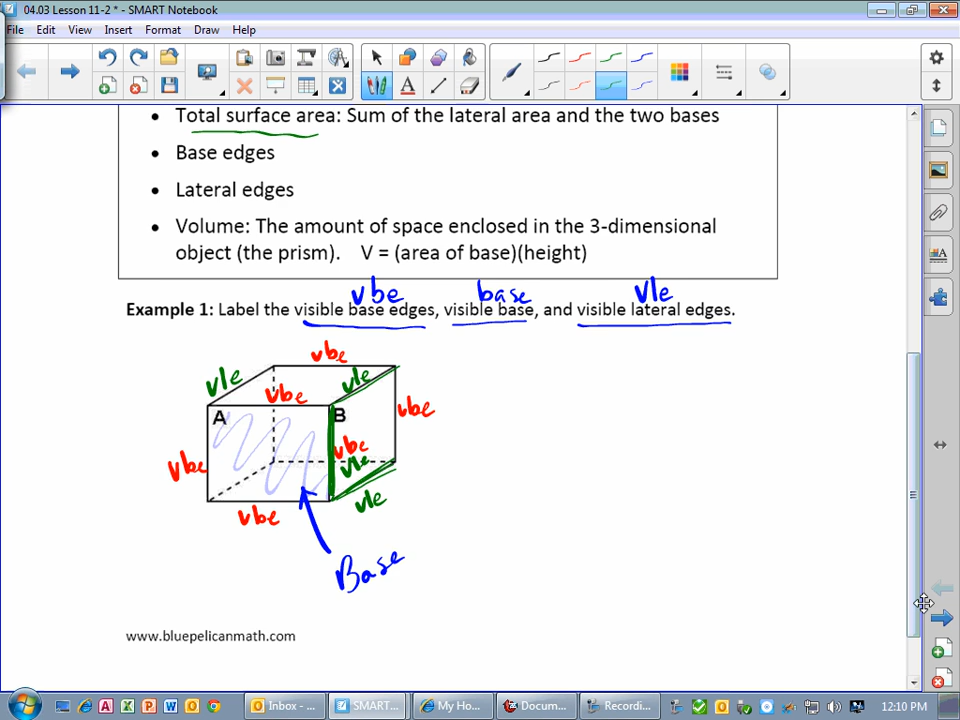 04.03 Lesson 11-2 * - SMART Notebook
File Edit View Insert Format Draw Help
• Total surface area: Sum of the lateral area and the two bases
• Base edges
• Lateral edges
• Volume: The amount of space enclosed in the 3-dimensional
object (the prism). V = (area of base)(height)
vbe base vle
Example 1: Label the visible base edges, visible base, and visible lateral edges.
vbe
vle vle
vbe
A B vbe
vbe vbe
vle
vbe vle
Base
www.bluepelicanmath.com
Inbox - ... SMART... My Ho... Docum... Recordi... 12:10 PM